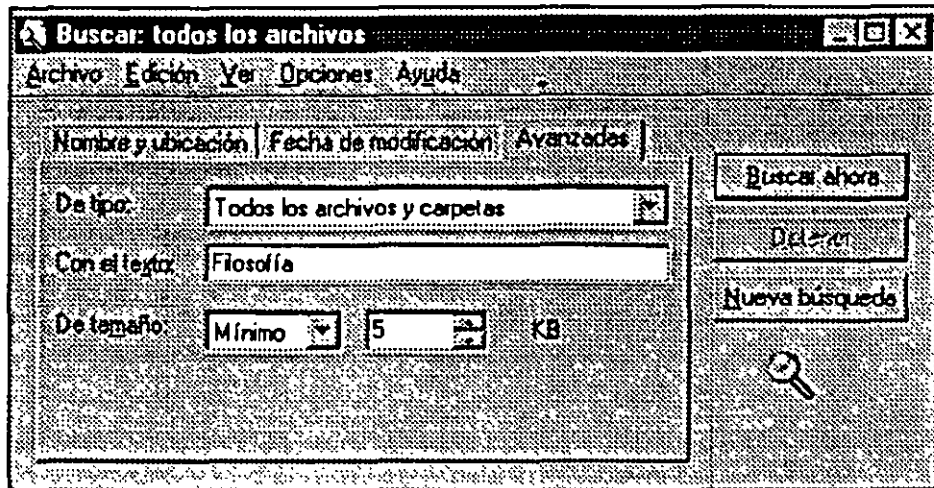 Buscar: todos los archivos
Archivo Edición Ver Opciones Ayuda
Nombre y ubicación Fecha de modificación Avanzadas
De tipo: Todos los archivos y carpetas
Con el texto: Filosofía
De tamaño: Mínimo 5 KB
Buscar ahora
Detener
Nueva búsqueda